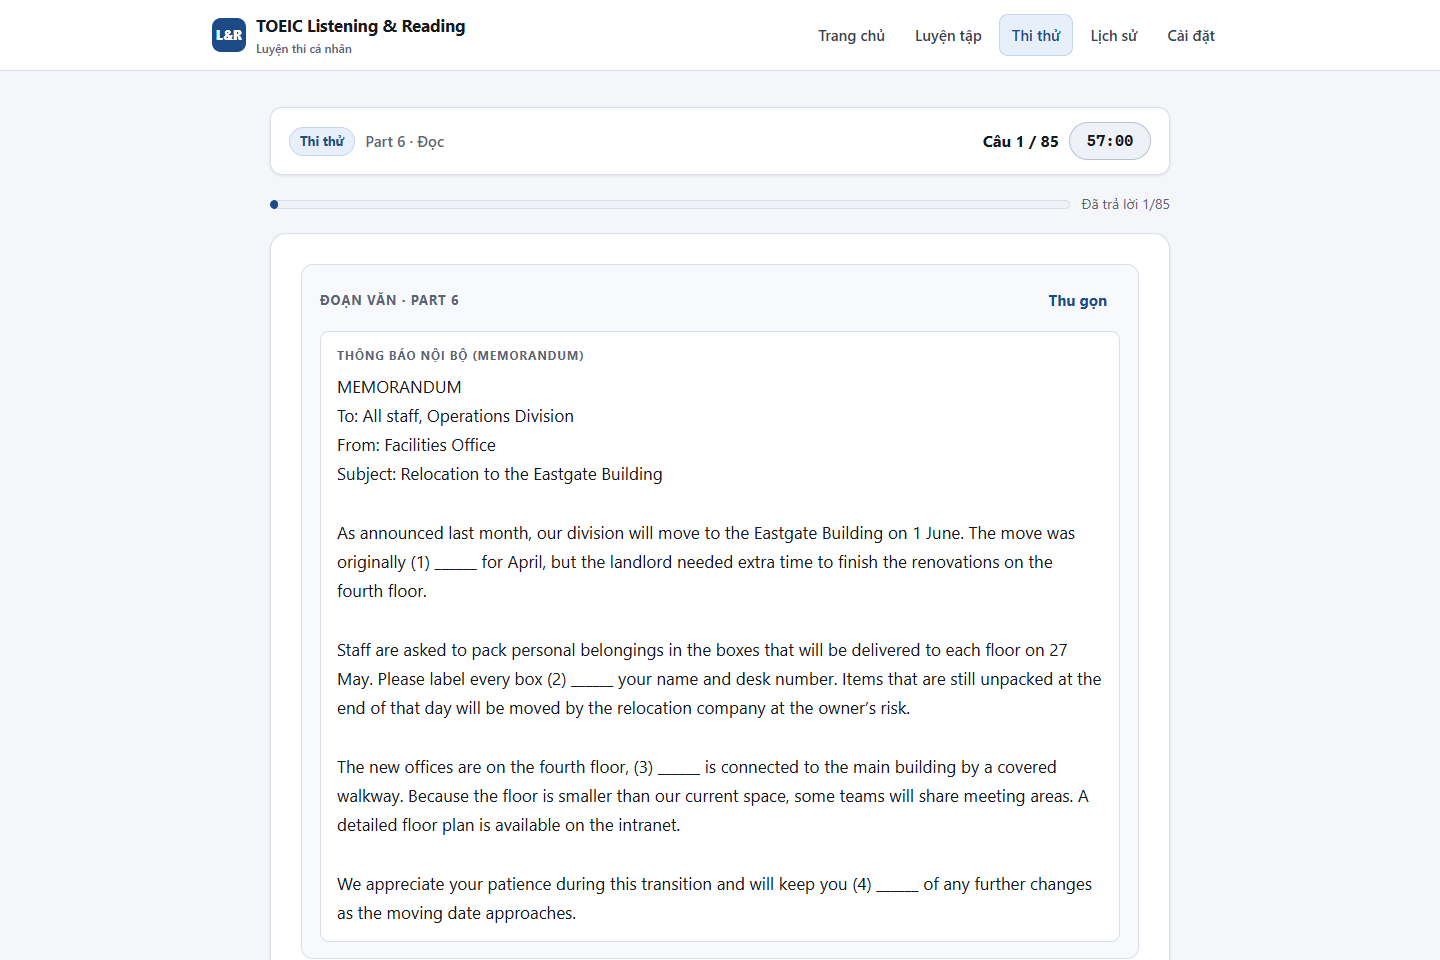 L&R
TOEIC Listening & Reading
Luyện thi cá nhân
Trang chủ
Luyện tập
Thi thử
Lịch sử
Cài đặt
Thi thử
Part 6 · Đọc
Câu 1 / 85
57:00
Đã trả lời 1/85
ĐOẠN VĂN · PART 6
Thu gọn
THÔNG BÁO NỘI BỘ (MEMORANDUM)
MEMORANDUM
To: All staff, Operations Division
From: Facilities Office
Subject: Relocation to the Eastgate Building
As announced last month, our division will move to the Eastgate Building on 1 June. The move was
originally (1) ______ for April, but the landlord needed extra time to finish the renovations on the
fourth floor.
Staff are asked to pack personal belongings in the boxes that will be delivered to each floor on 27
May. Please label every box (2) ______ your name and desk number. Items that are still unpacked at the
end of that day will be moved by the relocation company at the owner’s risk.
The new offices are on the fourth floor, (3) ______ is connected to the main building by a covered
walkway. Because the floor is smaller than our current space, some teams will share meeting areas. A
detailed floor plan is available on the intranet.
We appreciate your patience during this transition and will keep you (4) ______ of any further changes
as the moving date approaches.